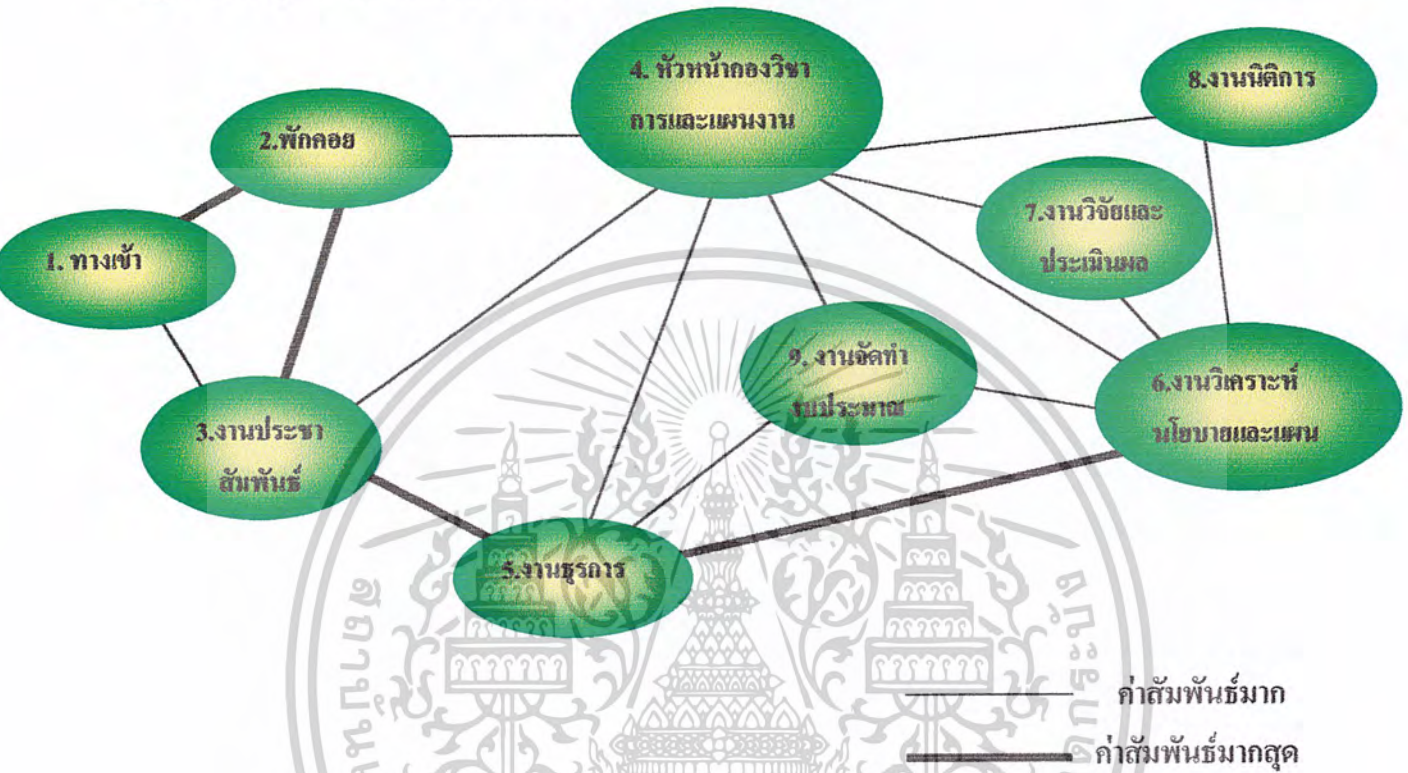 4. หัวหน้ากองวิชา
การและแผนงาน
8.งานนิติการ
2.พักคอย
7.งานวิจัยและ
ประเมินผล
1. ทางเข้า
9. งานจัดทำ
งบประมาณ
6.งานวิเคราะห์
นโยบายและแผน
3.งานประชา
สัมพันธ์
5.งานธุรการ
ค่าสัมพันธ์มาก
ค่าสัมพันธ์มากสุด